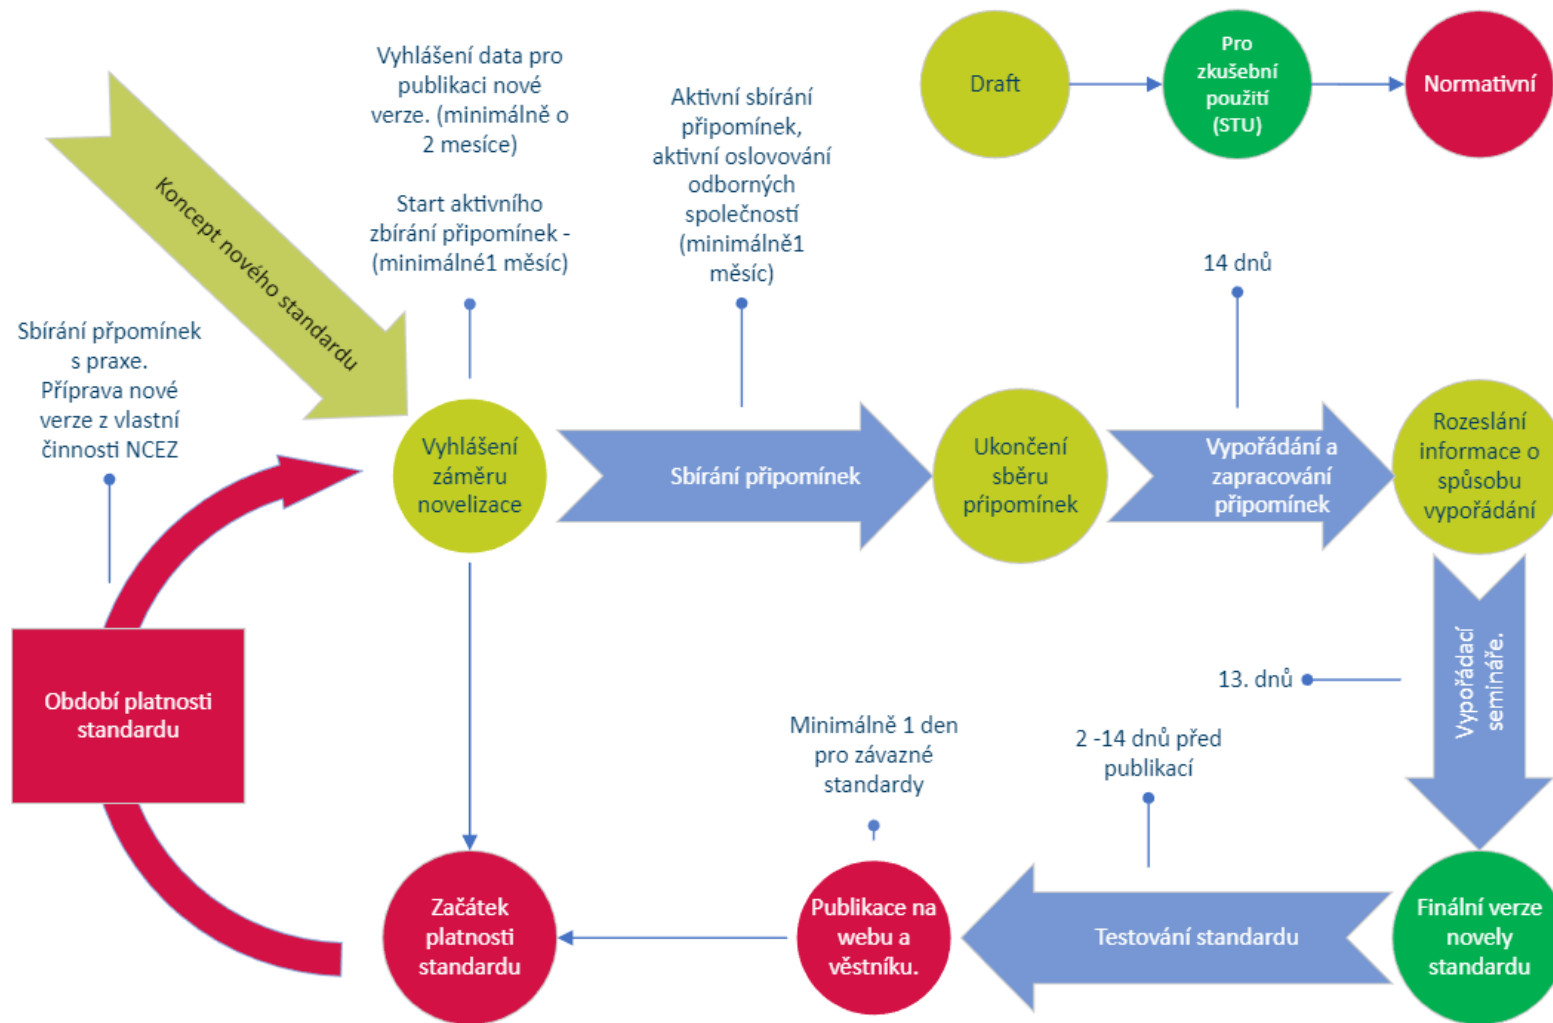 Vyhlášení data pro
publikaci nové
verze. (minimálně o
2 mesíce)
Start aktivního
zbírání připomínek -
(minimálné1 měsíc)
Aktivní sbírání
připomínek,
aktivní oslovování
odborných
společností
(minimálně1
měsíc)
Draft
Pro
zkušební
použití
(STU)
Normativní
Koncept nového standardu
14 dnů
Sbírání přpomínek
s praxe.
Příprava nové
verze z vlastní
činnosti NCEZ
Vyhlášení
záměru
novelizace
Sbírání připomínek
Ukončení
sběru
připomínek
Vypořádání a
zapracování
připomínek
Rozeslání
informace o
spůsobu
vypořádání
Vypořádací
semináře.
13. dnů
Období platnosti
standardu
Minimálně 1 den
pro závazné
standardy
2 -14 dnů před
publikací
Začátek
platnosti
standardu
Publikace na
webu a
věstníku.
Testování standardu
Finální verze
novely
standardu